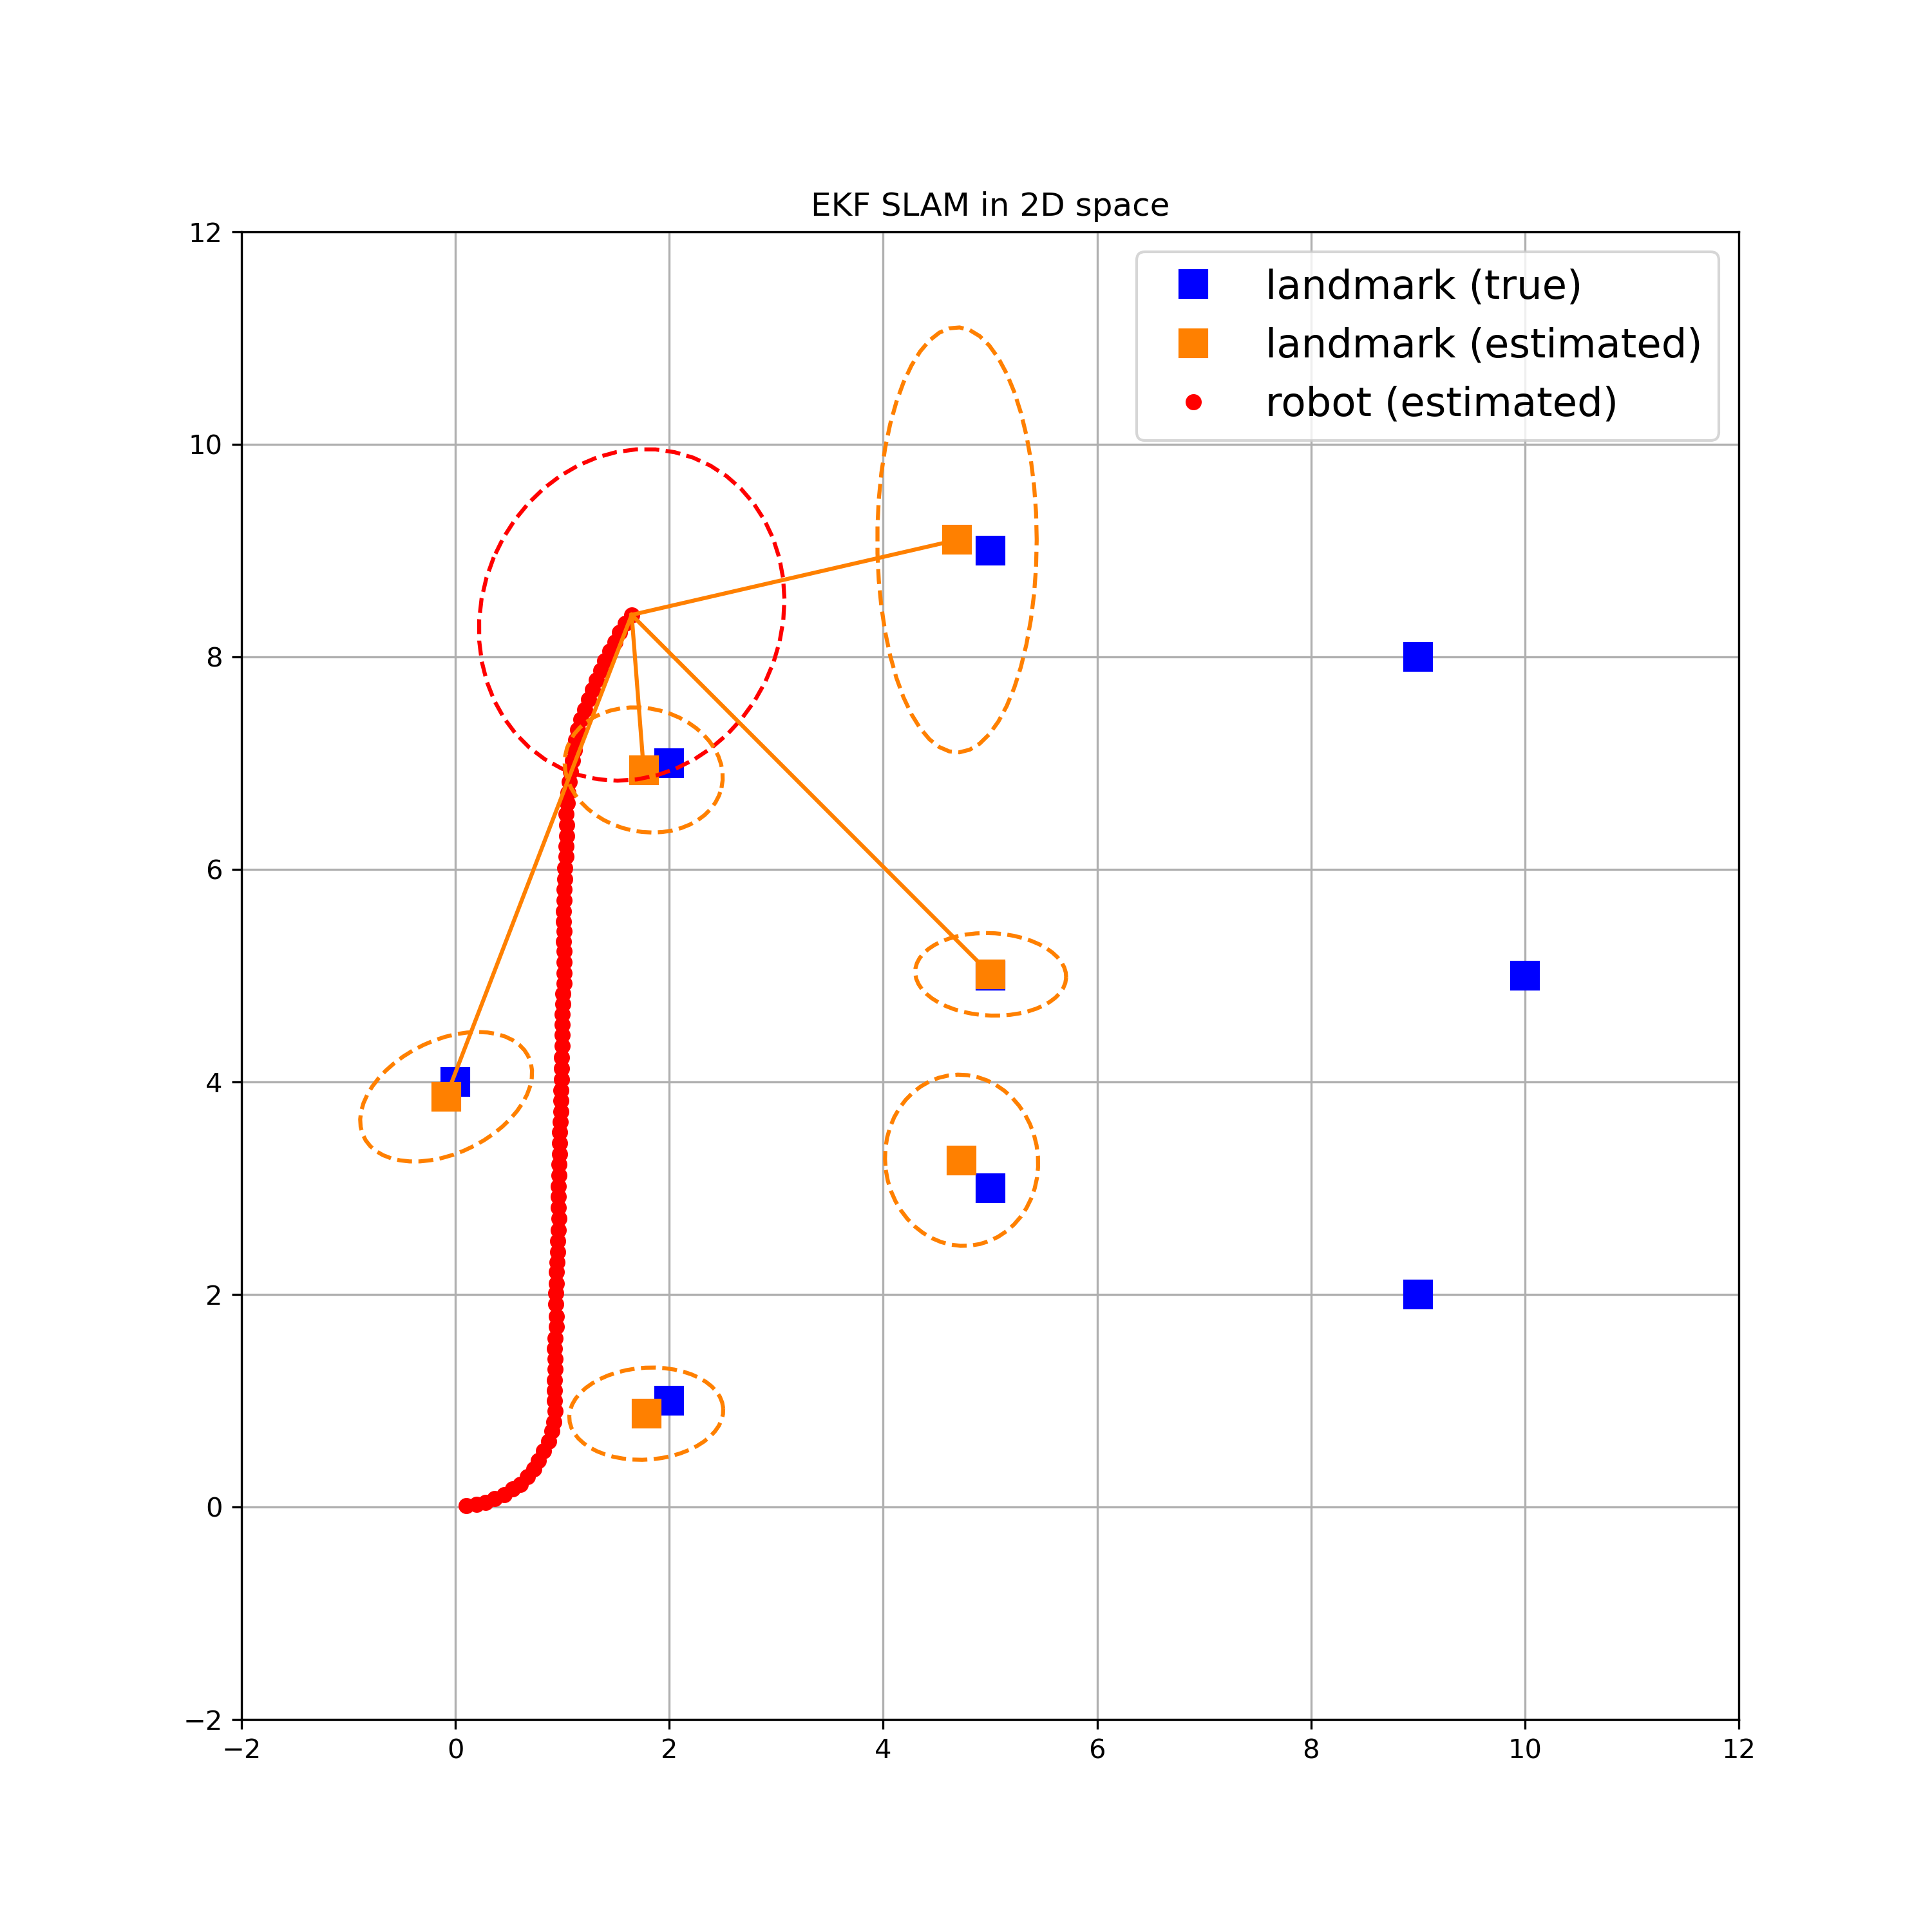 EKF SLAM in 2D space
landmark (true)
landmark (estimated)
robot (estimated)
12
10
8
6
4
2
0
−2
−2 0 2 4 6 8 10 12